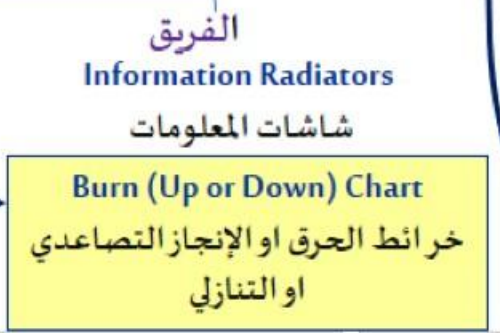 الفريق
Information Radiators
شاشات المعلومات
Burn (Up or Down) Chart
خرائط الحرق او الإنجاز التصاعدي
او التنازلي